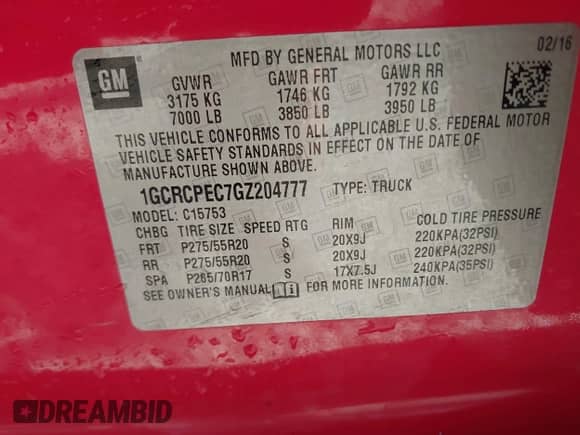 MFD BY GENERAL MOTORS LLC 02/16
GM
GVWR GAWR FRT GAWR RR
3175 KG 1746 KG 1792 KG
7000 LB 3850 LB 3950 LB
THIS VEHICLE CONFORMS TO ALL APPLICABLE U.S. FEDERAL MOTOR
VEHICLE SAFETY STANDARDS IN EFFECT ON THE DATE OF
MANUFACTURE SHOWN ABOVE.
1GCRCPEC7GZ204777 TYPE: TRUCK
MODEL: C15753
CHBG TIRE SIZE SPEED RTG RIM COLD TIRE PRESSURE
FRT P275/55R20 S 20X9J 220KPA(32PSI)
RR P275/55R20 S 20X9J 220KPA(32PSI)
SPA P265/70R17 S 17X7.5J 240KPA(35PSI)
SEE OWNER'S MANUAL FOR MORE INFORMATION.
DREAMBID